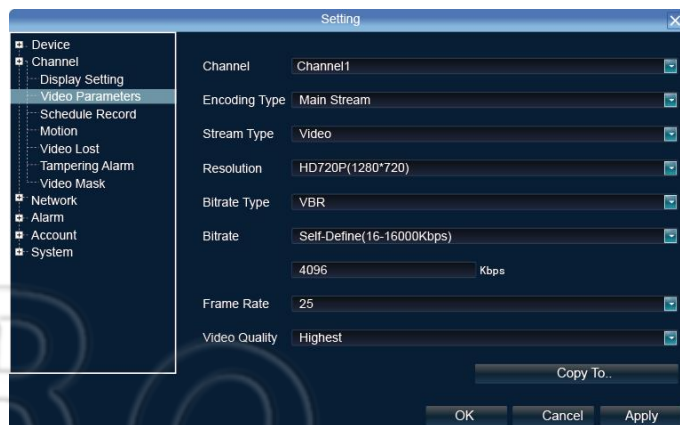 Setting
Device
Channel
Display Setting
Video Parameters
Schedule Record
Motion
Video Lost
Tampering Alarm
Video Mask
Network
Alarm
Account
System
Channel Channel1
Encoding Type Main Stream
Stream Type Video
Resolution HD720P(1280*720)
Bitrate Type VBR
Bitrate Self-Define(16-16000Kbps)
4096 Kbps
Frame Rate 25
Video Quality Highest
Copy To..
OK Cancel Apply